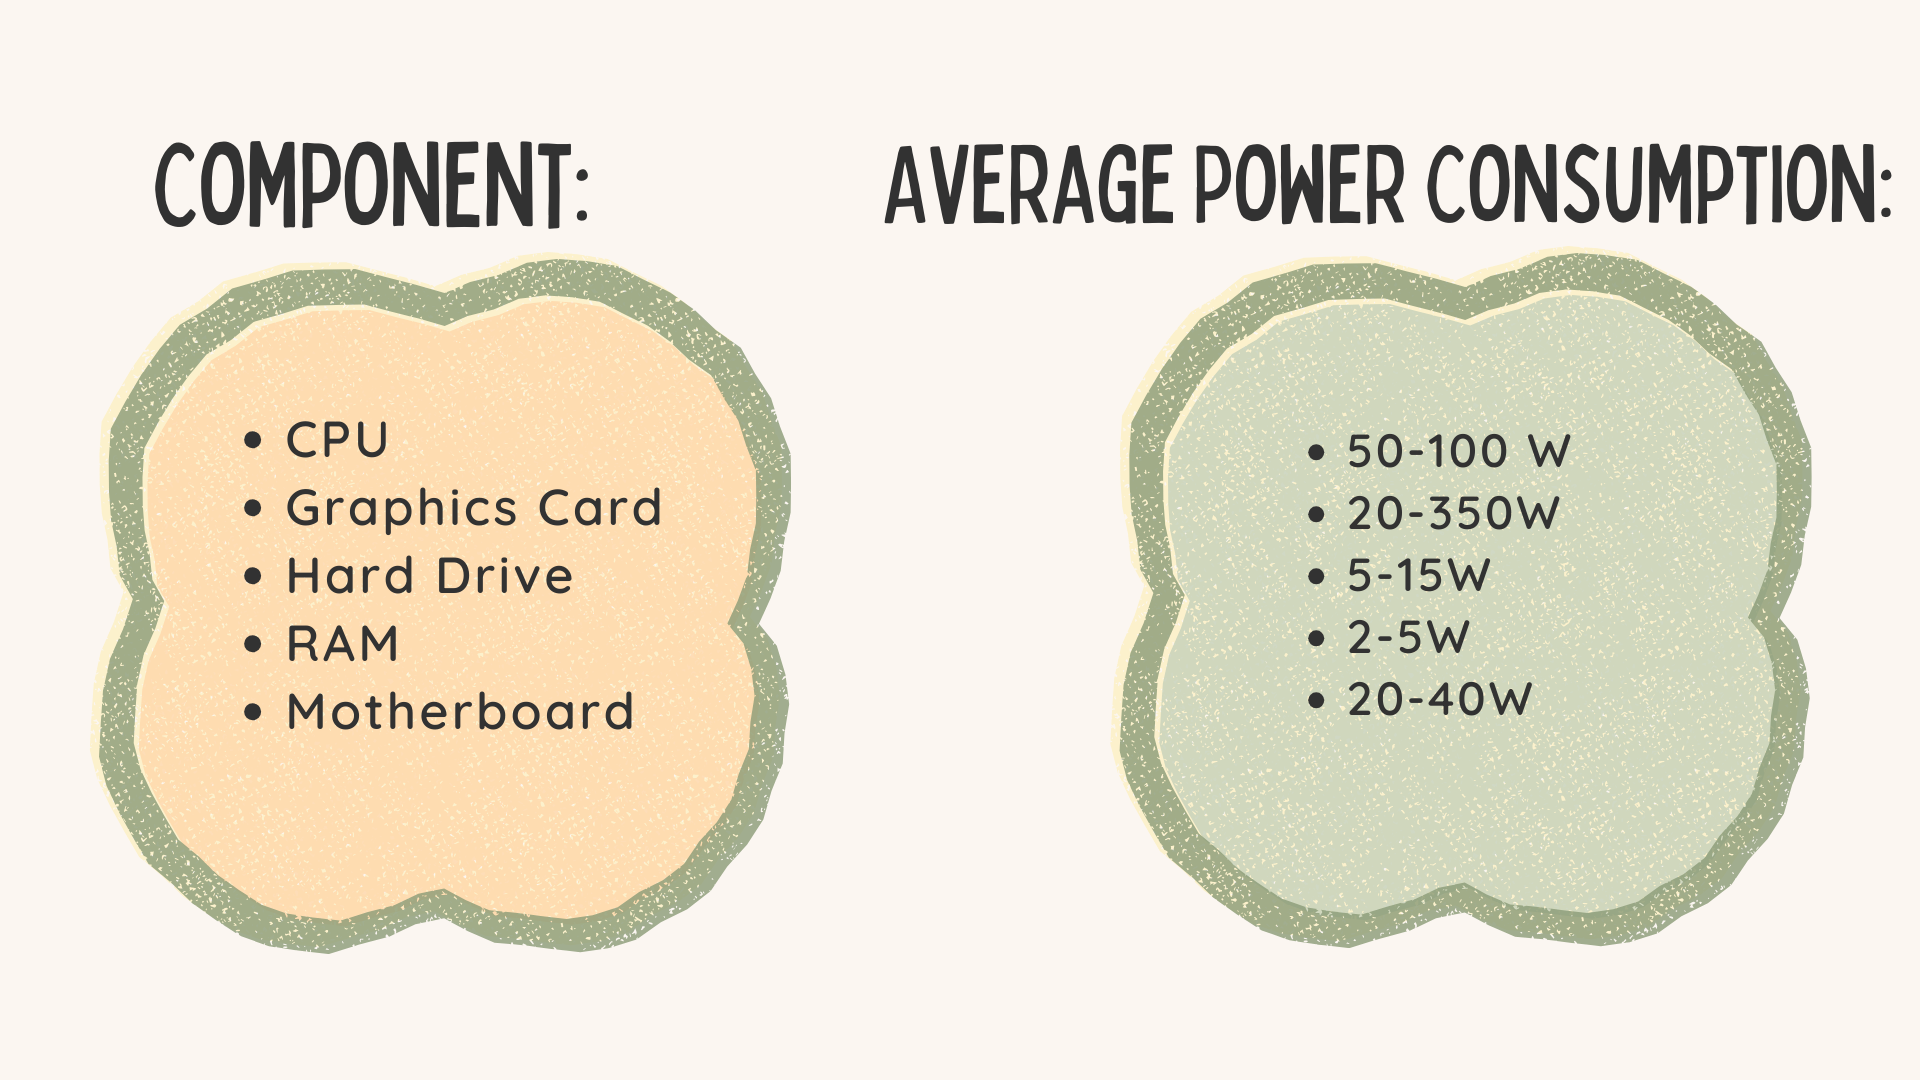 COMPONENT:
• CPU
• Graphics Card
• Hard Drive
• RAM
• Motherboard
AVERAGE POWER CONSUMPTION:
• 50-100 W
• 20-350W
• 5-15W
• 2-5W
• 20-40W